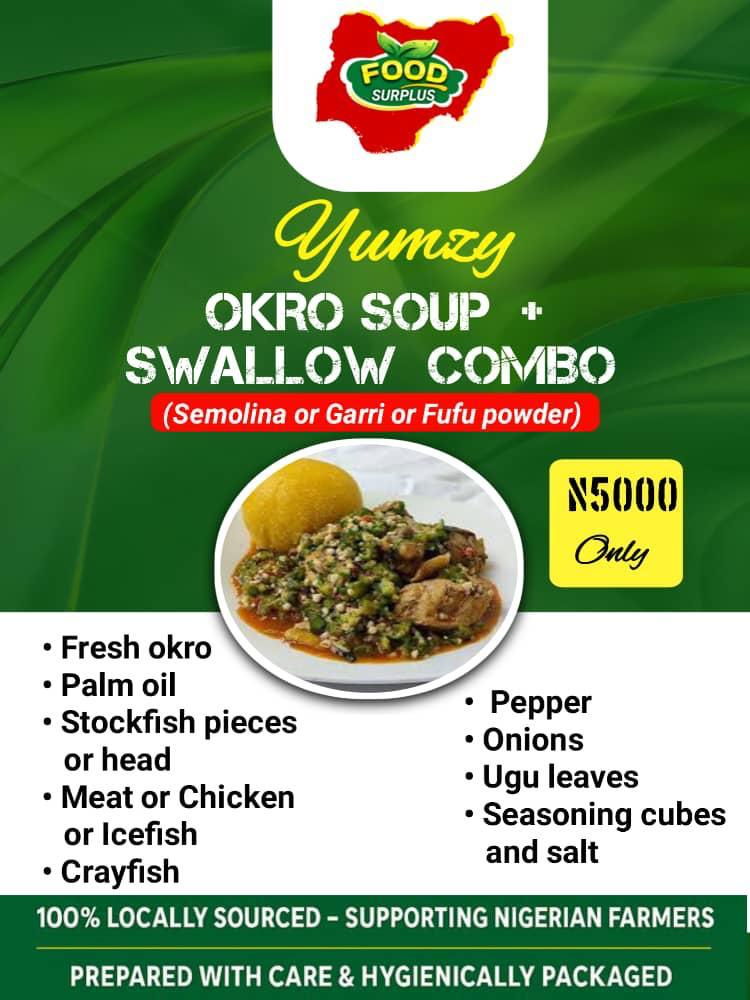 FOOD
SURPLUS
Yumzy
OKRO SOUP +
SWALLOW COMBO
(Semolina or Garri or Fufu powder)
N5000
Only
• Fresh okro
• Palm oil
• Stockfish pieces
or head
• Meat or Chicken
or Icefish
• Crayfish
• Pepper
• Onions
• Ugu leaves
• Seasoning cubes
and salt
100% LOCALLY SOURCED – SUPPORTING NIGERIAN FARMERS
PREPARED WITH CARE & HYGIENICALLY PACKAGED